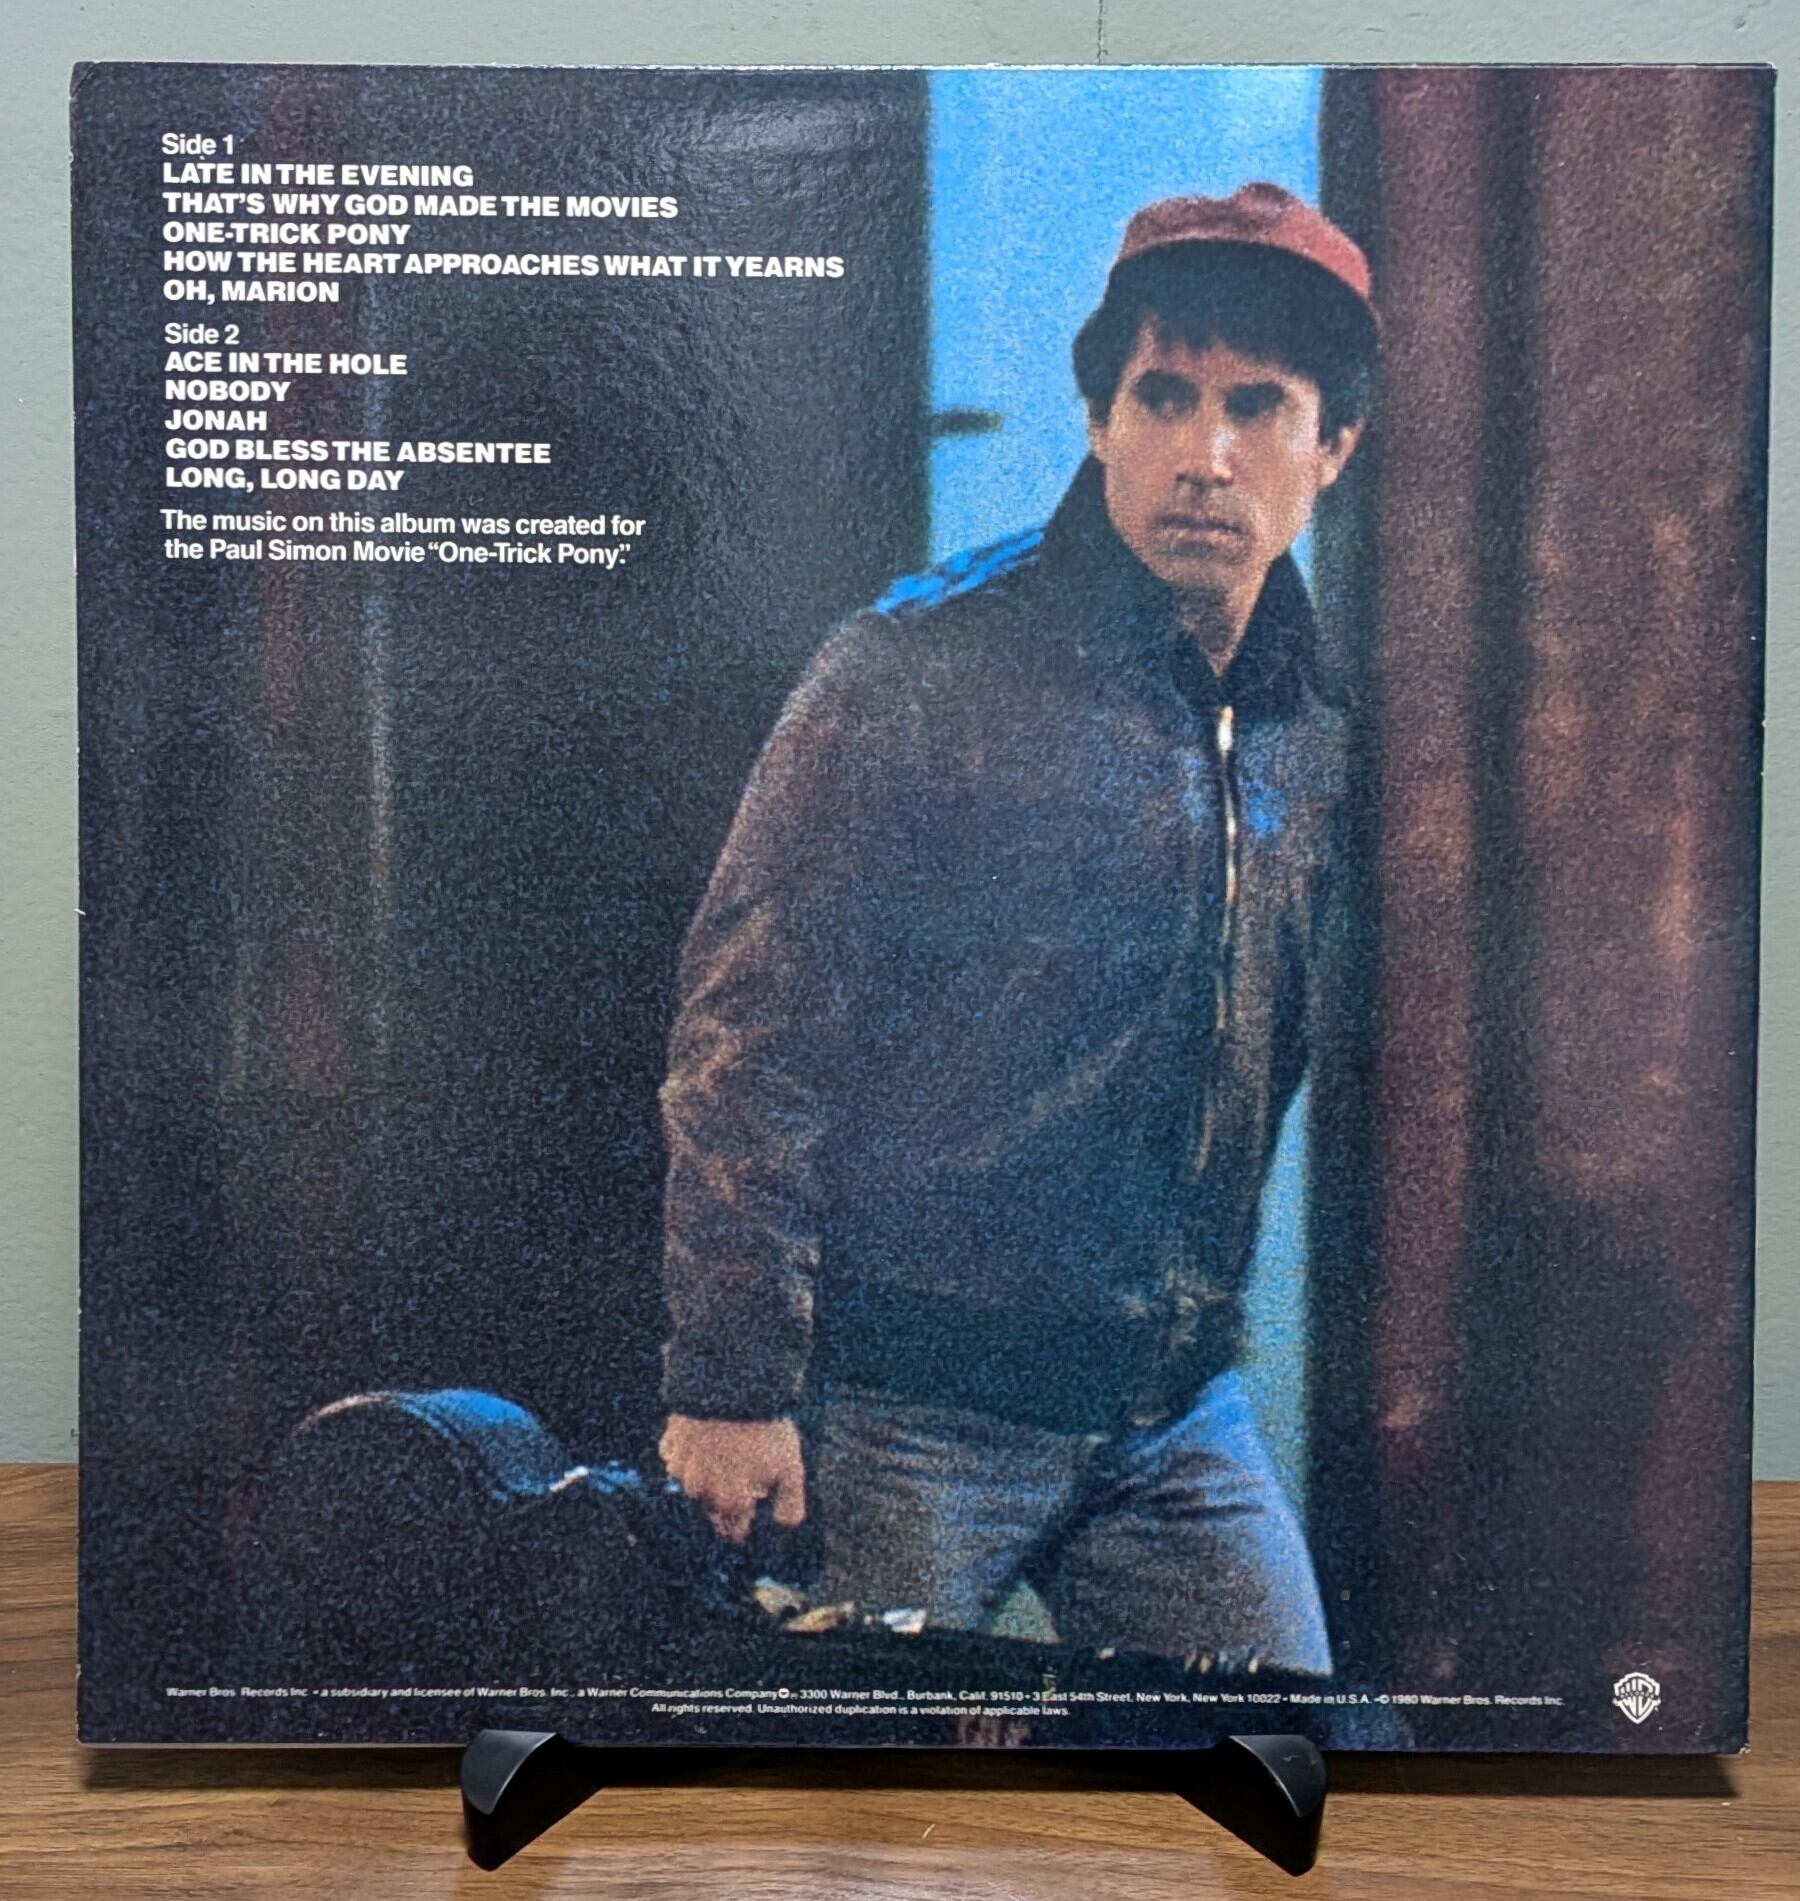 Side 1
LATE IN THE EVENING
THAT'S WHY GOD MADE THE MOVIES
ONE-TRICK PONY
HOW THE HEART APPROACHES WHAT IT YEARNS
OH, MARION
Side 2
ACE IN THE HOLE
NOBODY
JONAH
GOD BLESS THE ABSENTEE
LONG, LONG DAY
The music on this album was created for
the Paul Simon Movie “One-Trick Pony.”
Warner Bros. Records Inc. • a subsidiary and licensee of Warner Bros. Inc., a Warner Communications Company • 3300 Warner Blvd., Burbank, Calif. 91510 • 3 East 54th Street, New York, New York 10022 • Made in U.S.A. • © 1980 Warner Bros. Records Inc.
All rights reserved. Unauthorized duplication is a violation of applicable laws.